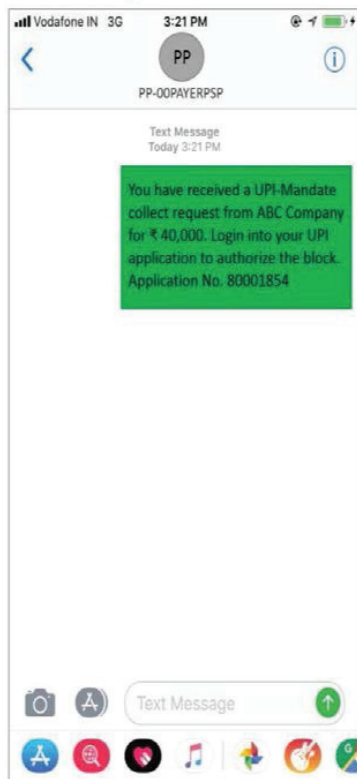 Vodafone IN 3G 3:21 PM
PP
PP-OOPAYERPSP
Text Message
Today 3:21 PM
You have received a UPI-Mandate
collect request from ABC Company
for ₹ 40,000. Login into your UPI
application to authorize the block.
Application No. 80001854
Text Message